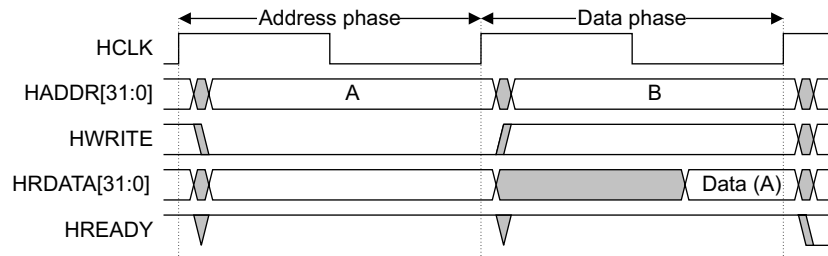 Address phase Data phase
HCLK
HADDR[31:0] A B
HWRITE
HRDATA[31:0] Data (A)
HREADY